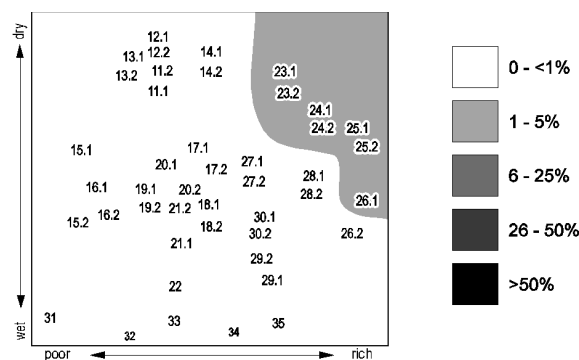 dry
12.1
13.1 12.2 14.1
13.2 11.2 14.2 23.1
11.1 23.2
24.1
24.2 25.1
25.2
15.1 17.1
20.1 17.2 27.1
16.1 19.1 20.2 27.2 28.1
28.2
15.2 16.2 19.2 21.2 18.1 30.1 26.1
21.1 18.2 30.2 26.2
29.2
22 29.1
31 33 35
32 34
wet
poor rich
0 - <1%
1 - 5%
6 - 25%
26 - 50%
>50%